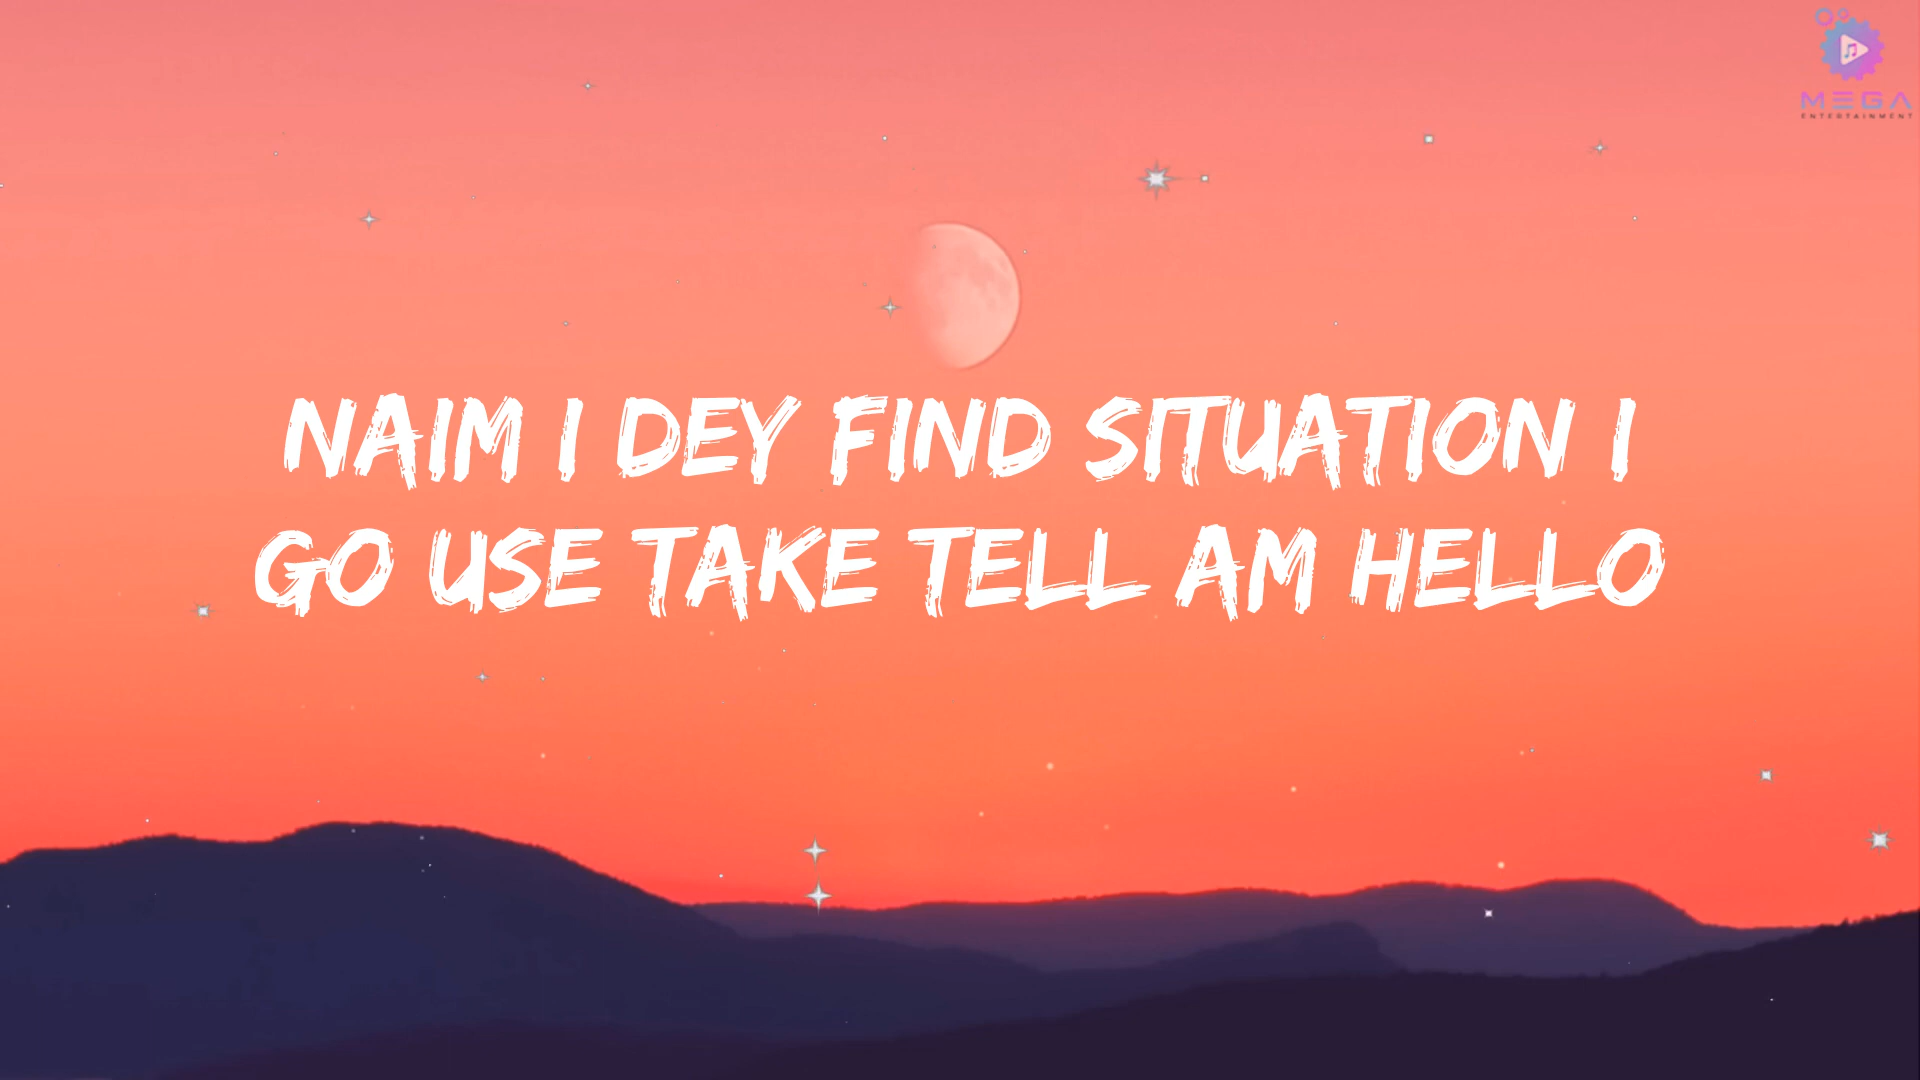 MEGA
ENTERTAINMENT
NAIM I DEY FIND SITUATION I
GO USE TAKE TELL AM HELLO